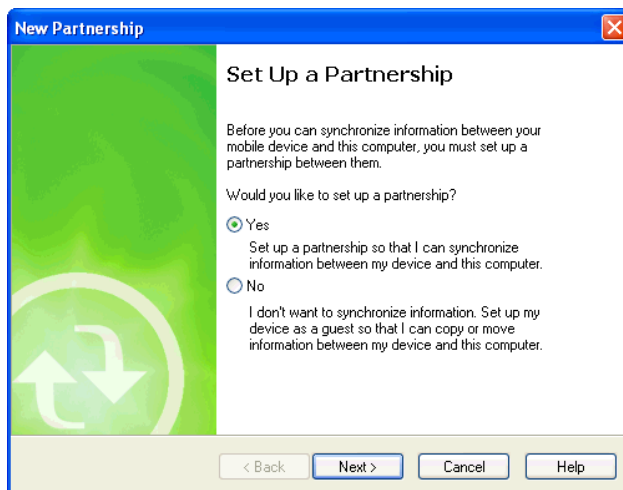 New Partnership
Set Up a Partnership
Before you can synchronize information between your
mobile device and this computer, you must set up a
partnership between them.
Would you like to set up a partnership?
Yes
Set up a partnership so that I can synchronize
information between my device and this computer.
No
I don't want to synchronize information. Set up my
device as a guest so that I can copy or move
information between my device and this computer.
< Back Next > Cancel Help